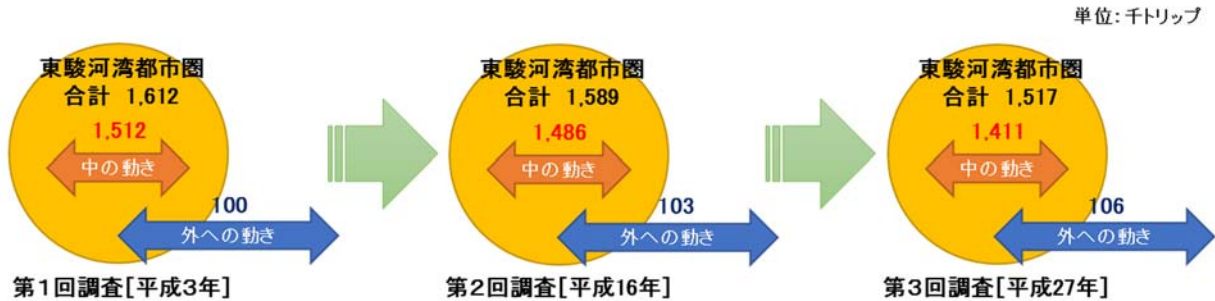 単位:千トリップ
東駿河湾都市圏
合計 1,612
1,512
中の動き
100
外への動き
第1回調査[平成3年]
東駿河湾都市圏
合計 1,589
1,486
中の動き
103
外への動き
第2回調査[平成16年]
東駿河湾都市圏
合計 1,517
1,411
中の動き
106
外への動き
第3回調査[平成27年]